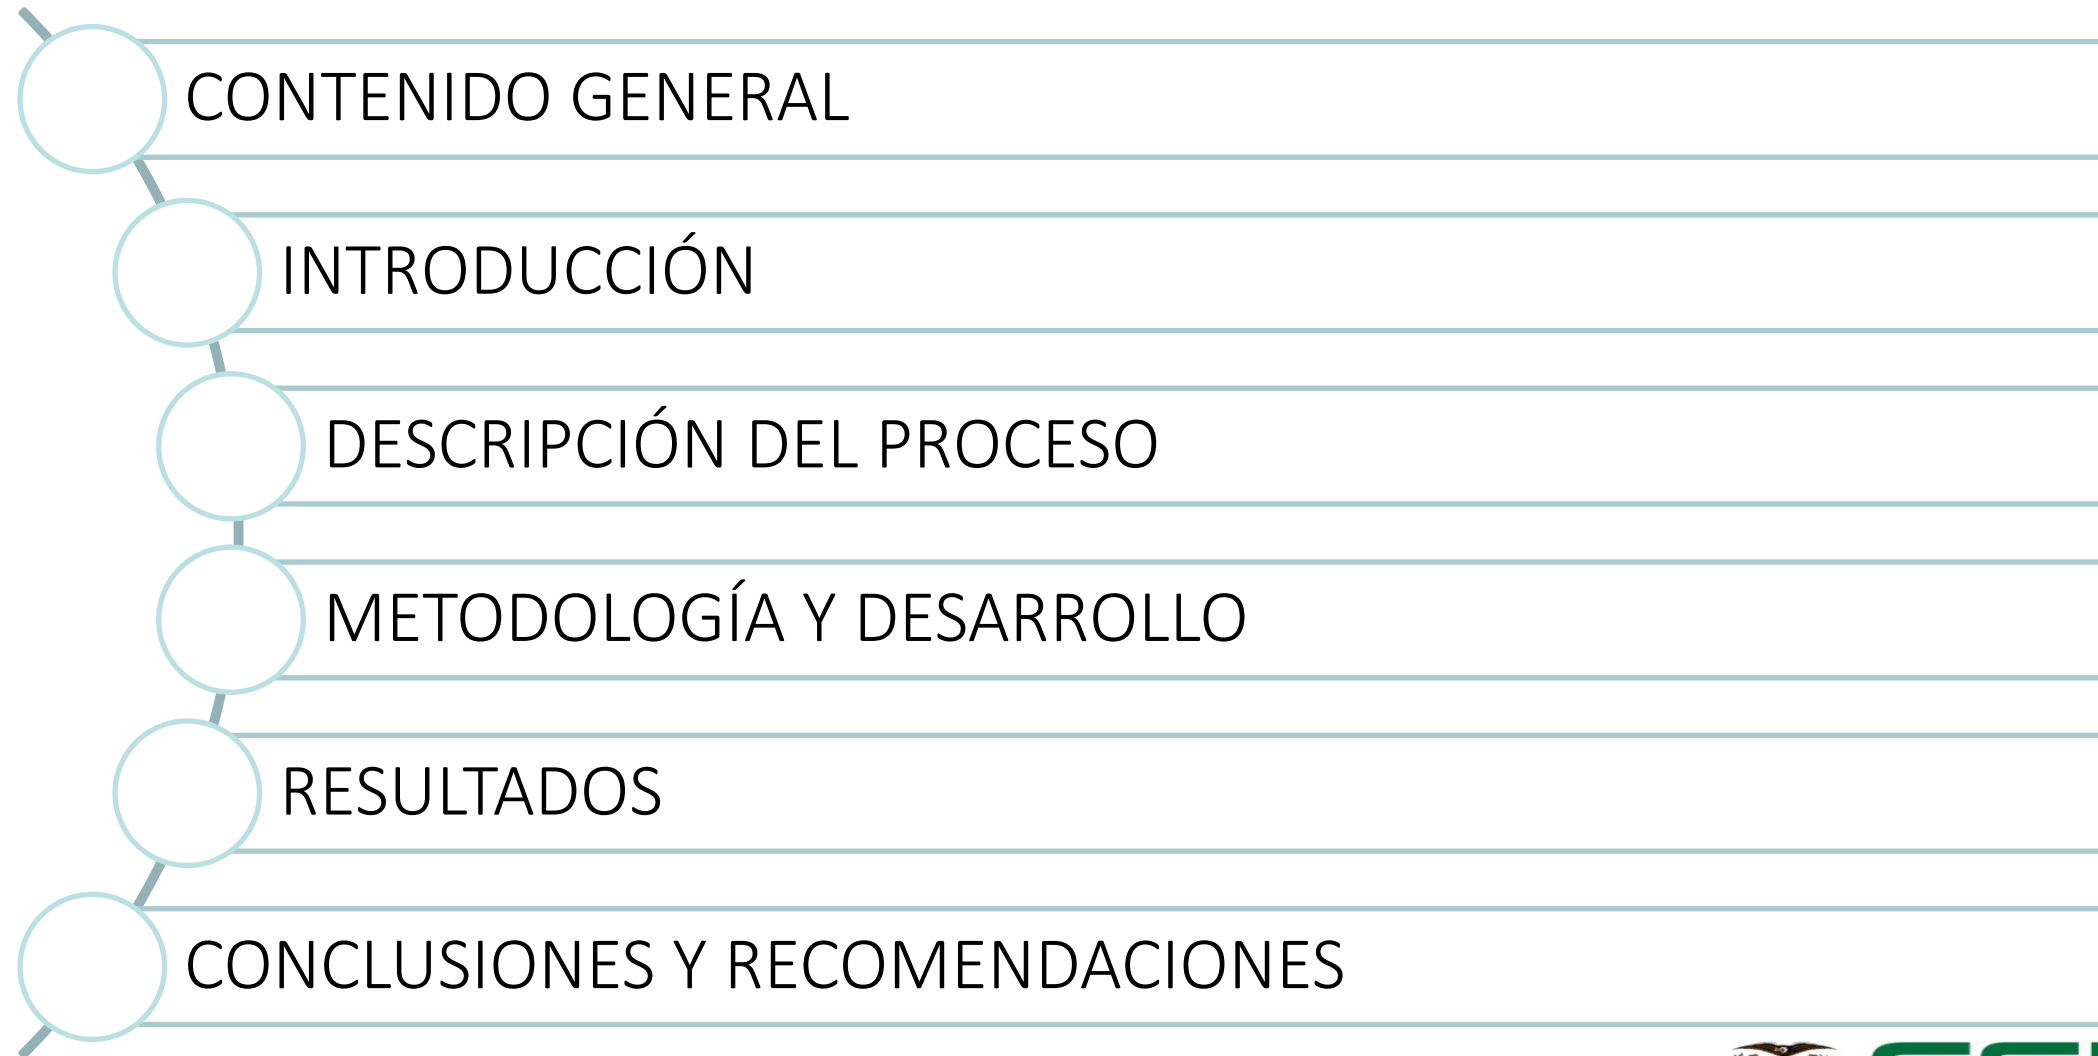 CONTENIDO GENERAL
INTRODUCCIÓN
DESCRIPCIÓN DEL PROCESO
METODOLOGÍA Y DESARROLLO
RESULTADOS
CONCLUSIONES Y RECOMENDACIONES